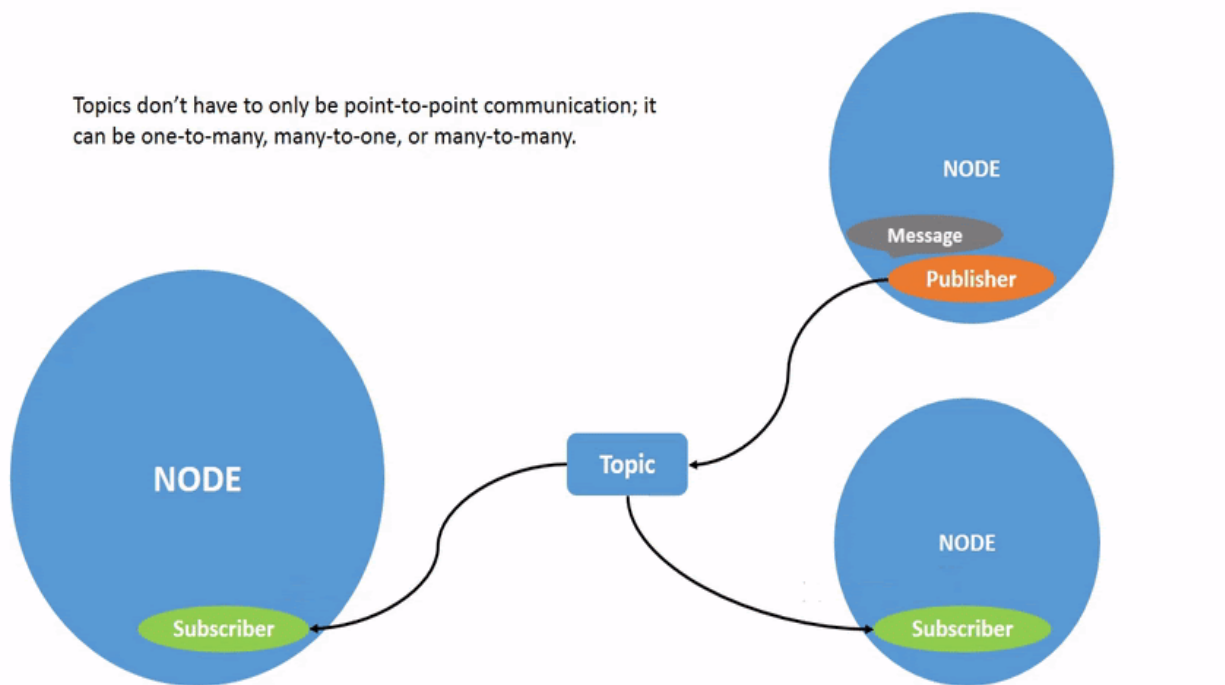 Topics don’t have to only be point-to-point communication; it
can be one-to-many, many-to-one, or many-to-many.
NODE
Message
Publisher
Topic
NODE
Subscriber
NODE
Subscriber